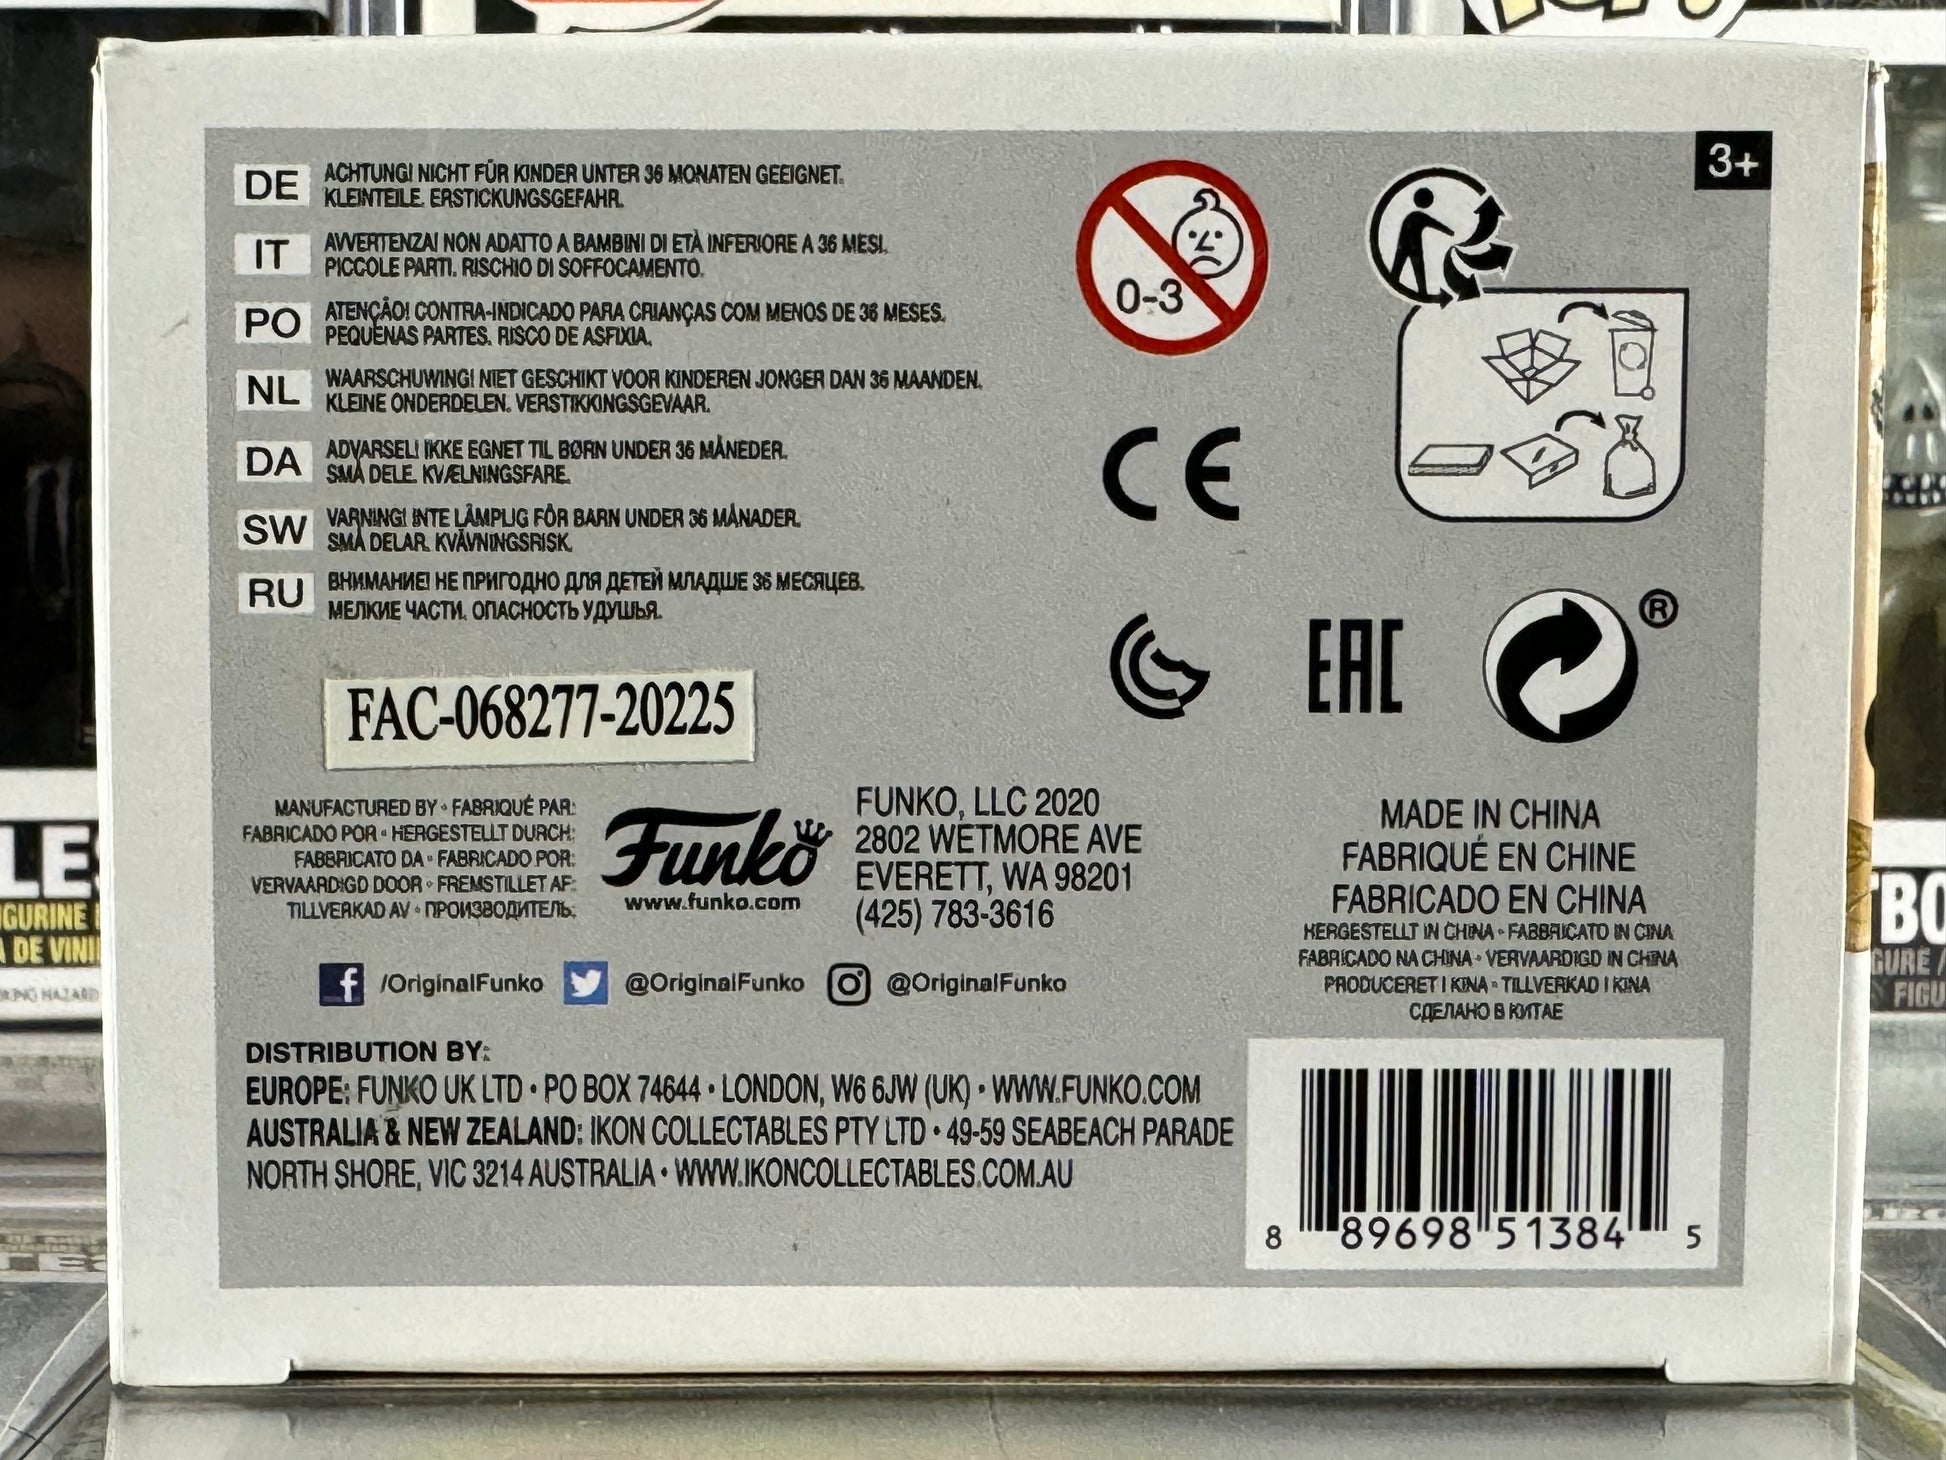 3+
DE
ACHTUNG! NICHT FÜR KINDER UNTER 36 MONATEN GEEIGNET.
KLEINTEILE. ERSTICKUNGSGEFAHR.
IT
AVVERTENZA! NON ADATTO A BAMBINI DI ETÀ INFERIORE A 36 MESI.
PICCOLE PARTI. RISCHIO DI SOFFOCAMENTO.
PO
ATENÇÃO! CONTRA-INDICADO PARA CRIANÇAS COM MENOS DE 36 MESES.
PEQUENAS PARTES. RISCO DE ASFIXIA.
NL
WAARSCHUWING! NIET GESCHIKT VOOR KINDEREN JONGER DAN 36 MAANDEN.
KLEINE ONDERDELEN. VERSTIKKINGSGEVAAR.
DA
ADVARSEL! IKKE EGNET TIL BØRN UNDER 36 MÅNEDER.
SMÅ DELE. KVÆLNINGSFARE.
SW
VARNING! INTE LÄMPLIG FÖR BARN UNDER 36 MÅNADER.
SMÅ DELAR. KVÄVNINGSRISK.
RU
ВНИМАНИЕ! НЕ ПРИГОДНО ДЛЯ ДЕТЕЙ МЛАДШЕ 36 МЕСЯЦЕВ.
МЕЛКИЕ ЧАСТИ. ОПАСНОСТЬ УДУШЬЯ.
0-3
CE
EAC
®
FAC-068277-20225
MANUFACTURED BY • FABRIQUÉ PAR:
FABRICADO POR • HERGESTELLT DURCH:
FABBRICATO DA • FABRICADO POR:
VERVAARDIGD DOOR • FREMSTILLET AF:
TILLVERKAD AV • ПРОИЗВОДИТЕЛЬ:
Funko
www.funko.com
FUNKO, LLC 2020
2802 WETMORE AVE
EVERETT, WA 98201
(425) 783-3616
MADE IN CHINA
FABRIQUÉ EN CHINE
FABRICADO EN CHINA
HERGESTELLT IN CHINA • FABBRICATO IN CINA
FABRICADO NA CHINA • VERVAARDIGD IN CHINA
PRODUCERET I KINA • TILLVERKAD I KINA
СДЕЛАНО В КИТАЕ
/OriginalFunko @OriginalFunko @OriginalFunko
DISTRIBUTION BY:
EUROPE: FUNKO UK LTD • PO BOX 74644 • LONDON, W6 6JW (UK) • WWW.FUNKO.COM
AUSTRALIA & NEW ZEALAND: IKON COLLECTABLES PTY LTD • 49-59 SEABEACH PARADE
NORTH SHORE, VIC 3214 AUSTRALIA • WWW.IKONCOLLECTABLES.COM.AU
8 89698 51384 5